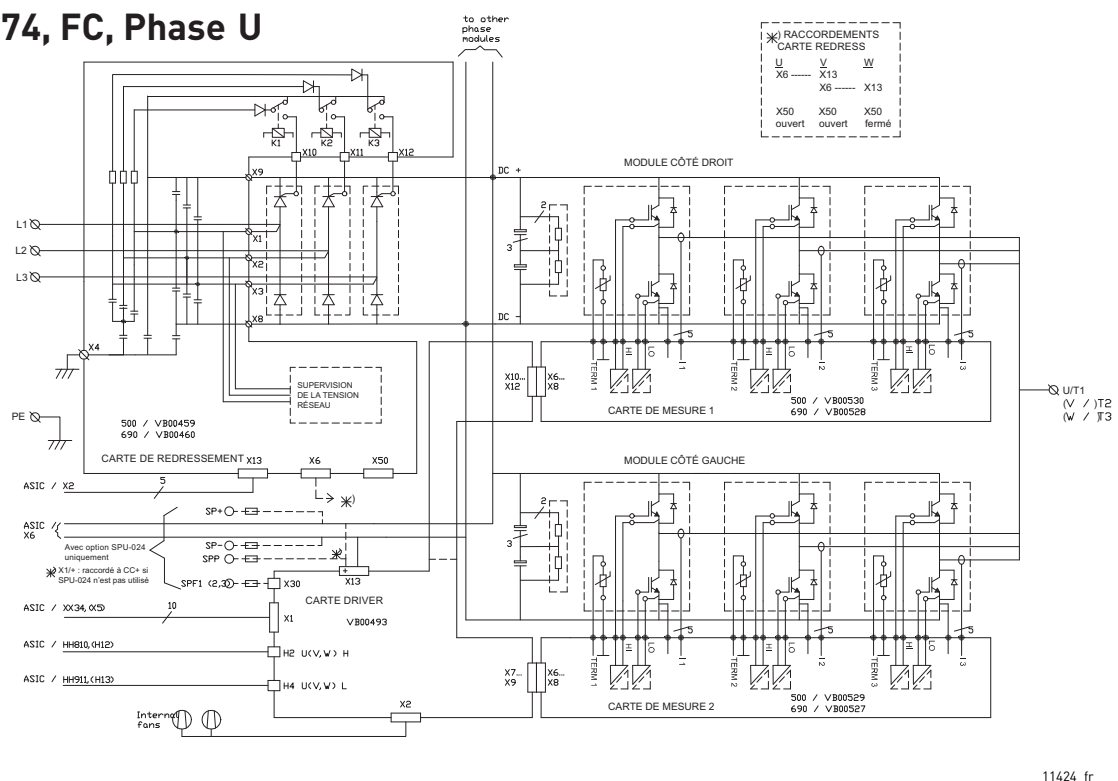 74, FC, Phase U
to other
phase
modules
✳) RACCORDEMENTS
CARTE REDRESS
U V W
X6 ------ X13
X6 ------ X13
X50 X50 X50
ouvert ouvert fermé
K1 K2 K3
X10 X11 X12
X9
DC +
MODULE CÔTÉ DROIT
L1
X1
L2
X2
L3
X3
2
3
X8
DC -
X4
5 5 5
TERM 1 HI LO I1
TERM 2 HI LO I2
TERM 3 HI LO I3
SUPERVISION
DE LA TENSION
RÉSEAU
X10...
X12
X6...
X8
CARTE DE MESURE 1
500 / VB00530
690 / VB00528
U/T1
(V / )T2
(W / )T3
PE
500 / VB00459
690 / VB00460
CARTE DE REDRESSEMENT
X13 X6 X50
MODULE CÔTÉ GAUCHE
ASIC / X2
5
✳)
SP+
ASIC /
X6
Avec option SPU-024
uniquement
✳) X1/+ : raccordé à CC+ si
SPU-024 n'est pas utilisé
SP-
SPP
SPF1 (2,3)
✳)
+
X13
X30
2
3
CARTE DRIVER
VB00493
ASIC / XX34, (X5)
10
X1
ASIC / HH810, (H12)
H2 U(V,W) H
ASIC / HH911, (H13)
H4 U(V,W) L
5 5 5
TERM 1 HI LO I1
TERM 2 HI LO I2
TERM 3 HI LO I3
X7...
X9
X6...
X8
CARTE DE MESURE 2
500 / VB00529
690 / VB00527
Internal
fans
X2
11424_fr